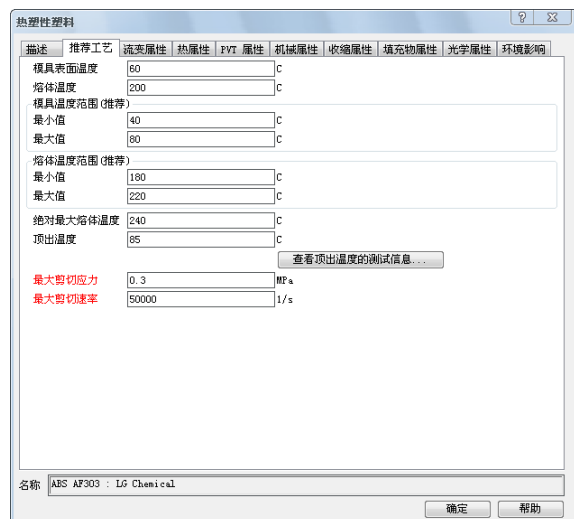 热塑性塑料
描述 推荐工艺 流变属性 热属性 PVT 属性 机械属性 收缩属性 填充物属性 光学属性 环境影响
模具表面温度 60 C
熔体温度 200 C
模具温度范围(推荐)
最小值 40 C
最大值 80 C
熔体温度范围(推荐)
最小值 180 C
最大值 220 C
绝对最大熔体温度 240 C
顶出温度 85 C
查看顶出温度的测试信息...
最大剪切应力 0.3 MPa
最大剪切速率 50000 1/s
名称 ABS AF303 : LG Chemical
确定 帮助